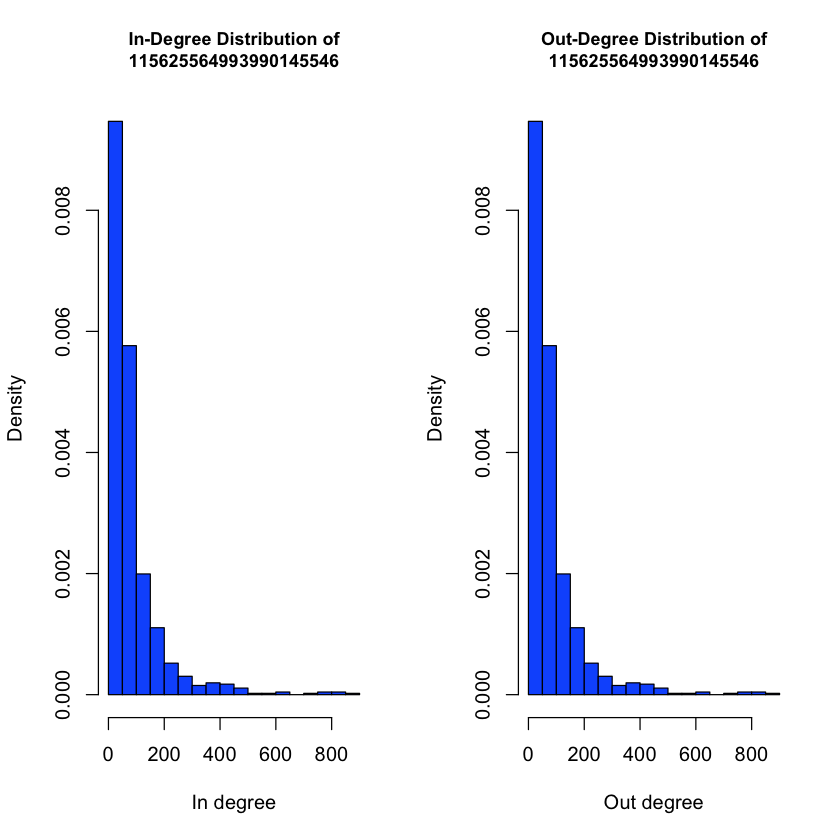 In-Degree Distribution of
115625564993990145546
Density
0.000
0.002
0.004
0.006
0.008
0 200 400 600 800
In degree
Out-Degree Distribution of
115625564993990145546
Density
0.000
0.002
0.004
0.006
0.008
0 200 400 600 800
Out degree